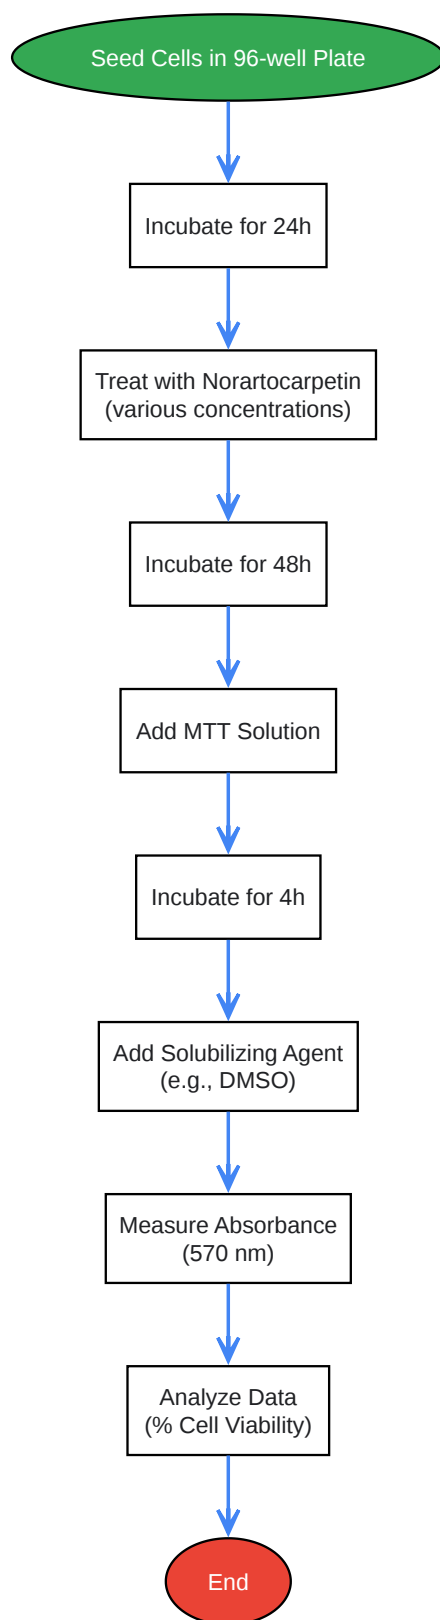 Seed Cells in 96-well Plate
Incubate for 24h
Treat with Norartocarpetin
(various concentrations)
Incubate for 48h
Add MTT Solution
Incubate for 4h
Add Solubilizing Agent
(e.g., DMSO)
Measure Absorbance
(570 nm)
Analyze Data
(% Cell Viability)
End